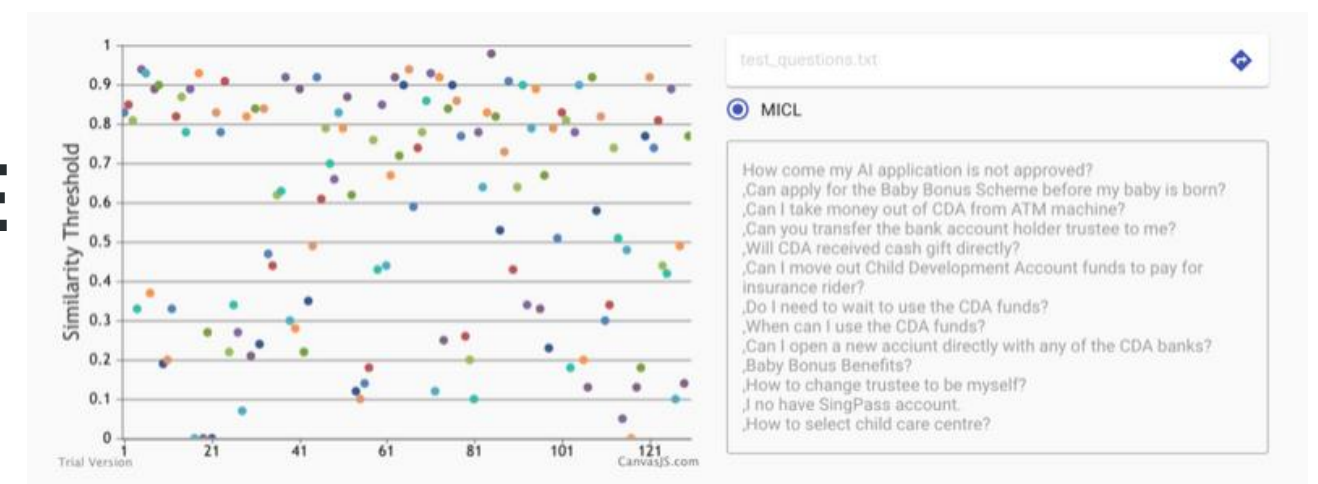 Similarity Threshold
1
0.9
0.8
0.7
0.6
0.5
0.4
0.3
0.2
0.1
0
1 21 41 61 81 101 121
Trial Version
CanvasJS.com
test_questions.txt
MICL
How come my AI application is not approved?
,Can apply for the Baby Bonus Scheme before my baby is born?
,Can I take money out of CDA from ATM machine?
,Can you transfer the bank account holder trustee to me?
,Will CDA received cash gift directly?
,Can I move out Child Development Account funds to pay for
insurance rider?
,Do I need to wait to use the CDA funds?
,When can I use the CDA funds?
,Can I open a new acciunt directly with any of the CDA banks?
,Baby Bonus Benefits?
,How to change trustee to be myself?
,I no have SingPass account.
,How to select child care centre?